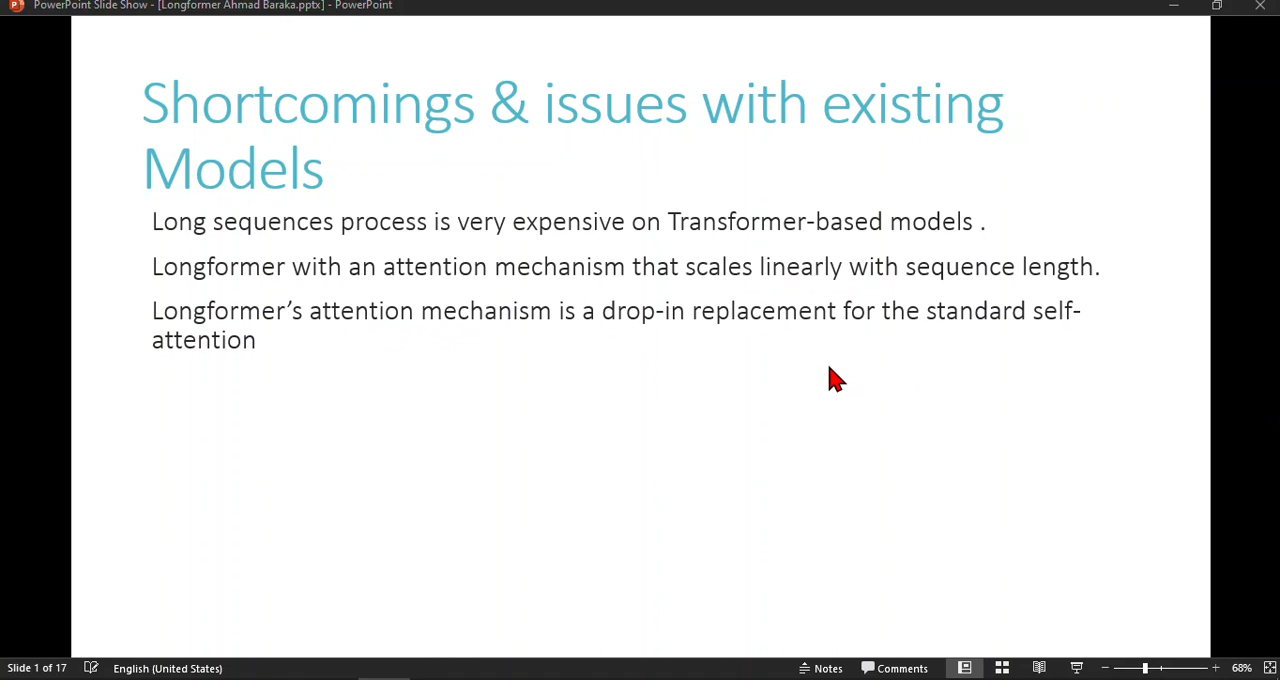 PowerPoint Slide Show - [Longformer Ahmad Baraka.pptx] - PowerPoint
Shortcomings & issues with existing
Models
Long sequences process is very expensive on Transformer-based models .
Longformer with an attention mechanism that scales linearly with sequence length.
Longformer’s attention mechanism is a drop-in replacement for the standard self-
attention
Slide 1 of 17 English (United States) Notes Comments 68%